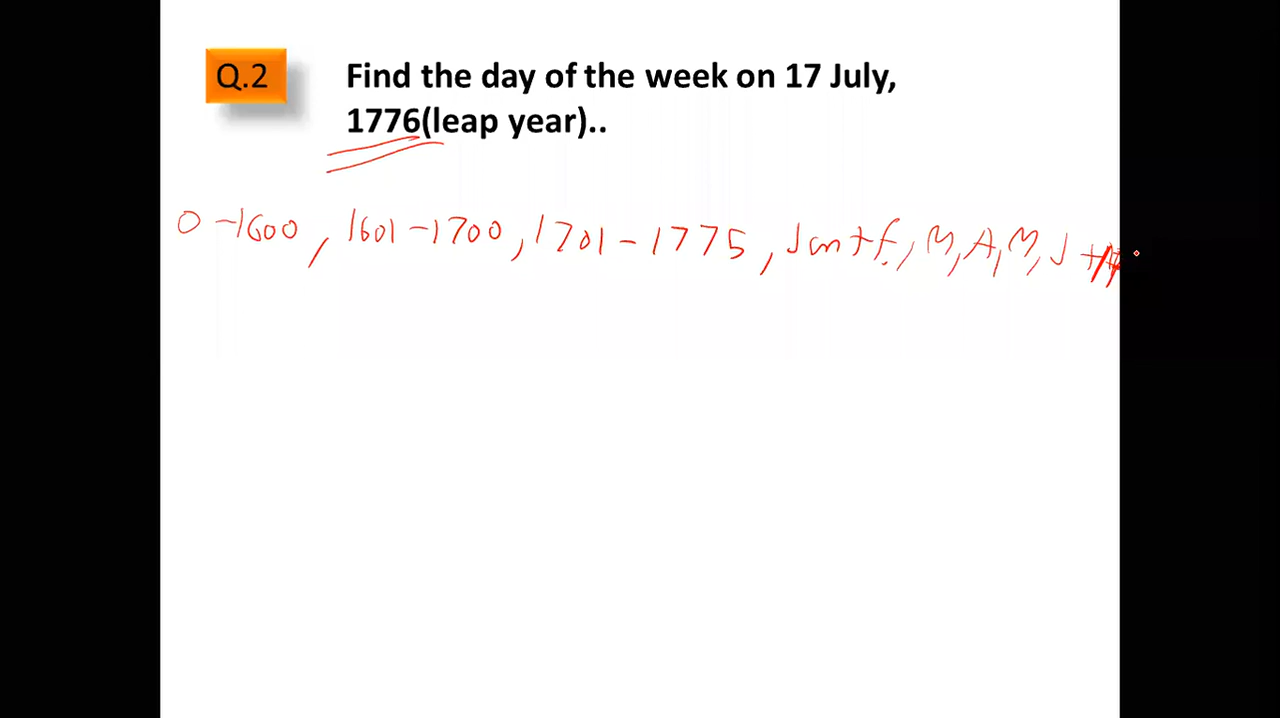 Q.2
Find the day of the week on 17 July,
1776(leap year)..
0-1600, 1601-1700, 1701-1775, Jan + F, M, A, M, J +